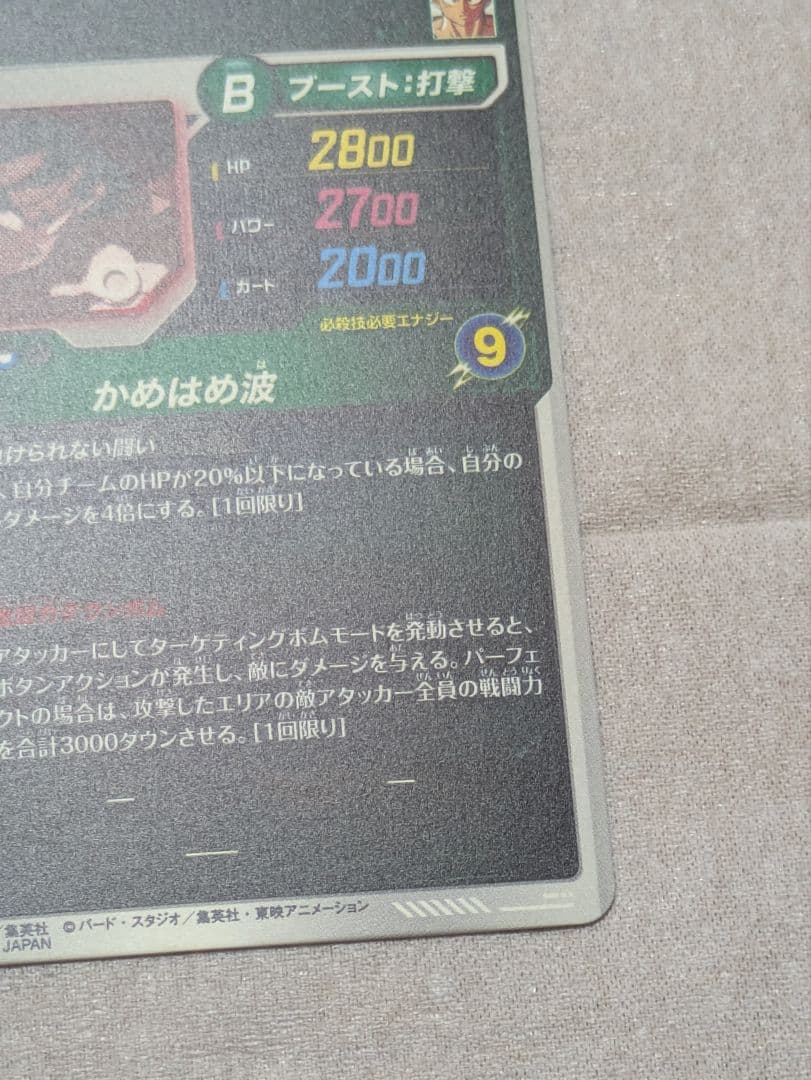 B ブースト:打撃
HP 2800
パワー 2700
カード 2000
必殺技必要エナジー 9
かめはめ波
けられない闘い
、自分チームのHPが20%以下になっている場合、自分の
ダメージを4倍にする。[1回限り]
アタッカーにしてターゲティングボムモードを発動させると、
ボタンアクションが発生し、敵にダメージを与える。パーフェ
クトの場合は、攻撃したエリアの敵アタッカー全員の戦闘力
を合計3000ダウンさせる。[1回限り]
/集英社 ©バード・スタジオ/集英社・東映アニメーション
JAPAN